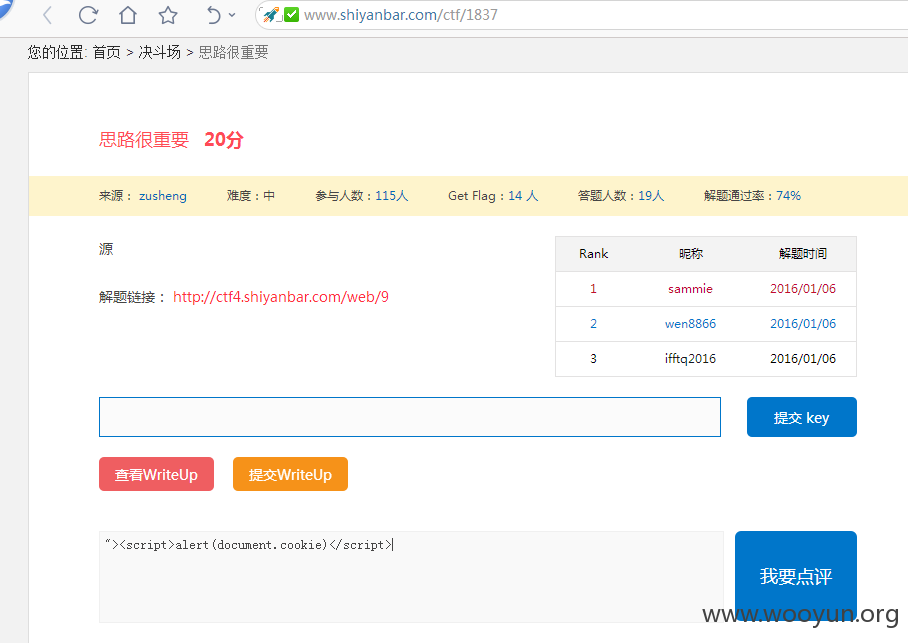 www.shiyanbar.com/ctf/1837
您的位置: 首页 > 决斗场 > 思路很重要
思路很重要 20分
来源： zusheng 难度：中 参与人数：115人 Get Flag：14 人 答题人数：19人 解题通过率：74%
源
解题链接： http://ctf4.shiyanbar.com/web/9
Rank 昵称 解题时间
1 sammie 2016/01/06
2 wen8866 2016/01/06
3 ifftq2016 2016/01/06
提交 key
查看WriteUp 提交WriteUp
“><script>alert(document.cookie)</script>
我要点评
www.wooyun.org